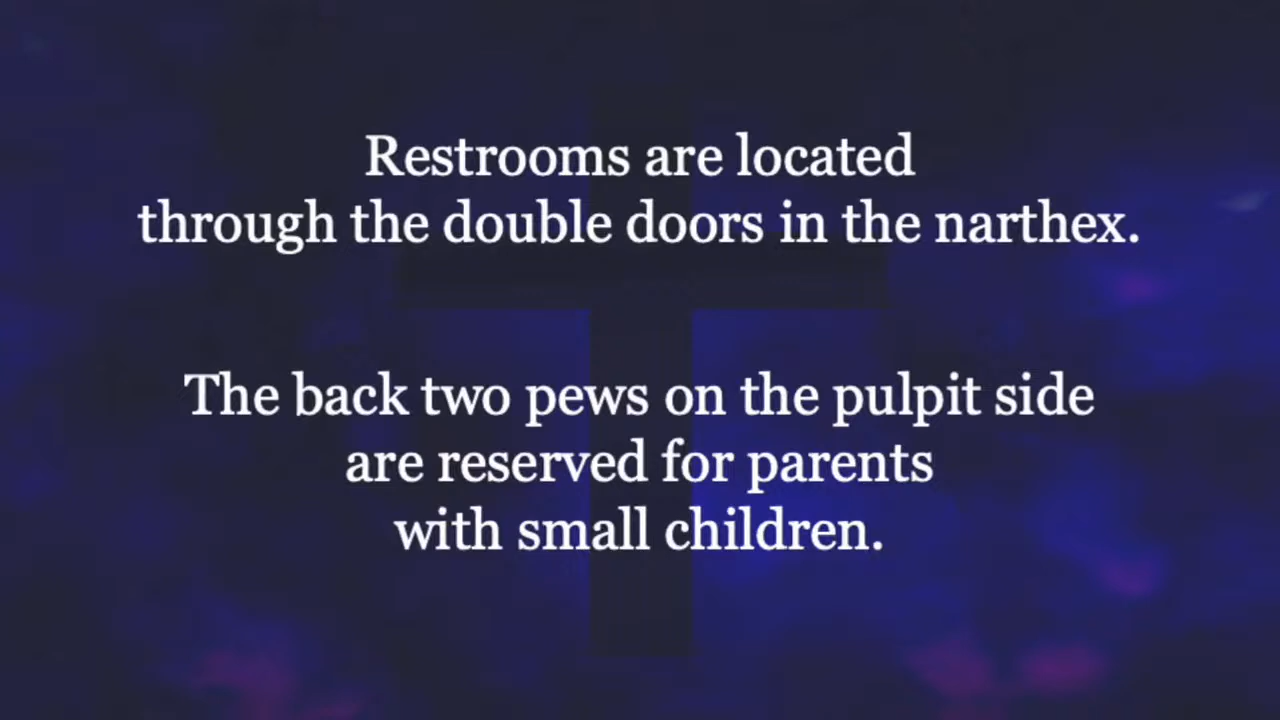 Restrooms are located
through the double doors in the narthex.
The back two pews on the pulpit side
are reserved for parents
with small children.